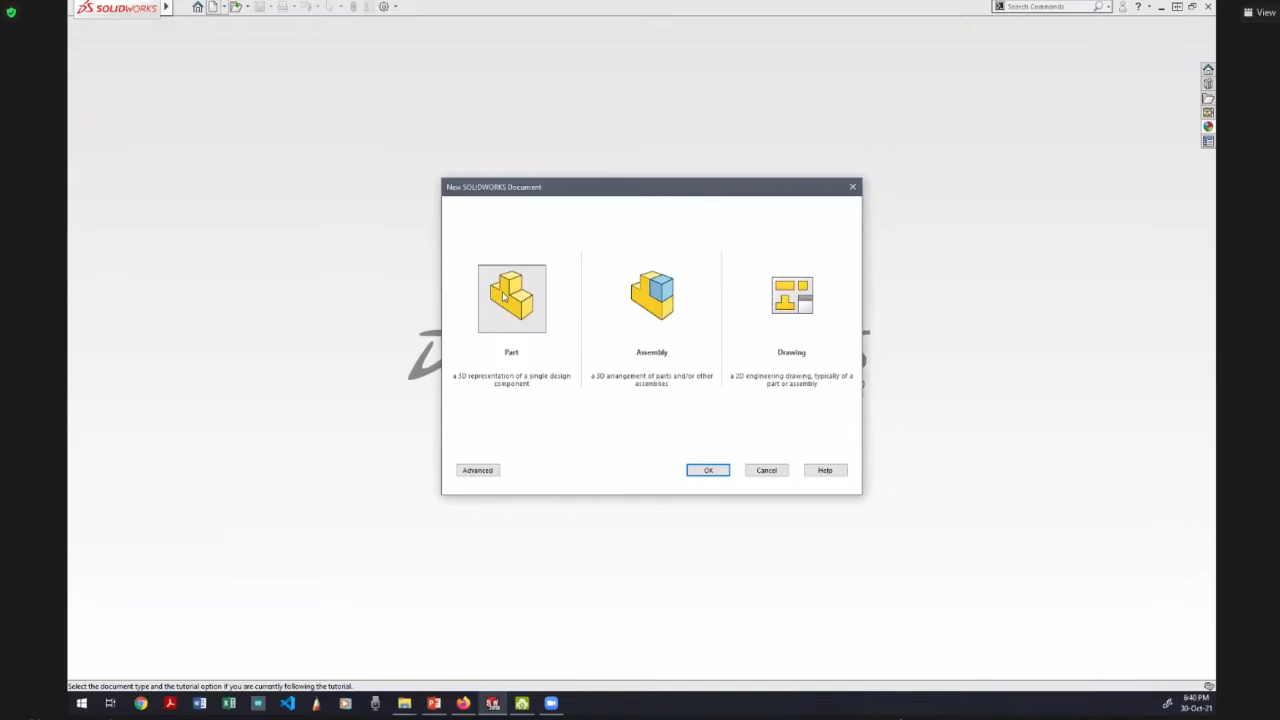 SOLIDWORKS
Search Commands
?
View
New SOLIDWORKS Document
Part
a 3D representation of a single design
component
Assembly
a 3D arrangement of parts and/or other
assemblies
Drawing
a 2D engineering drawing, typically of a
part or assembly
Advanced
OK
Cancel
Help
Select the document type and the tutorial option if you are currently following the tutorial.
6:40 PM
30-Oct-21